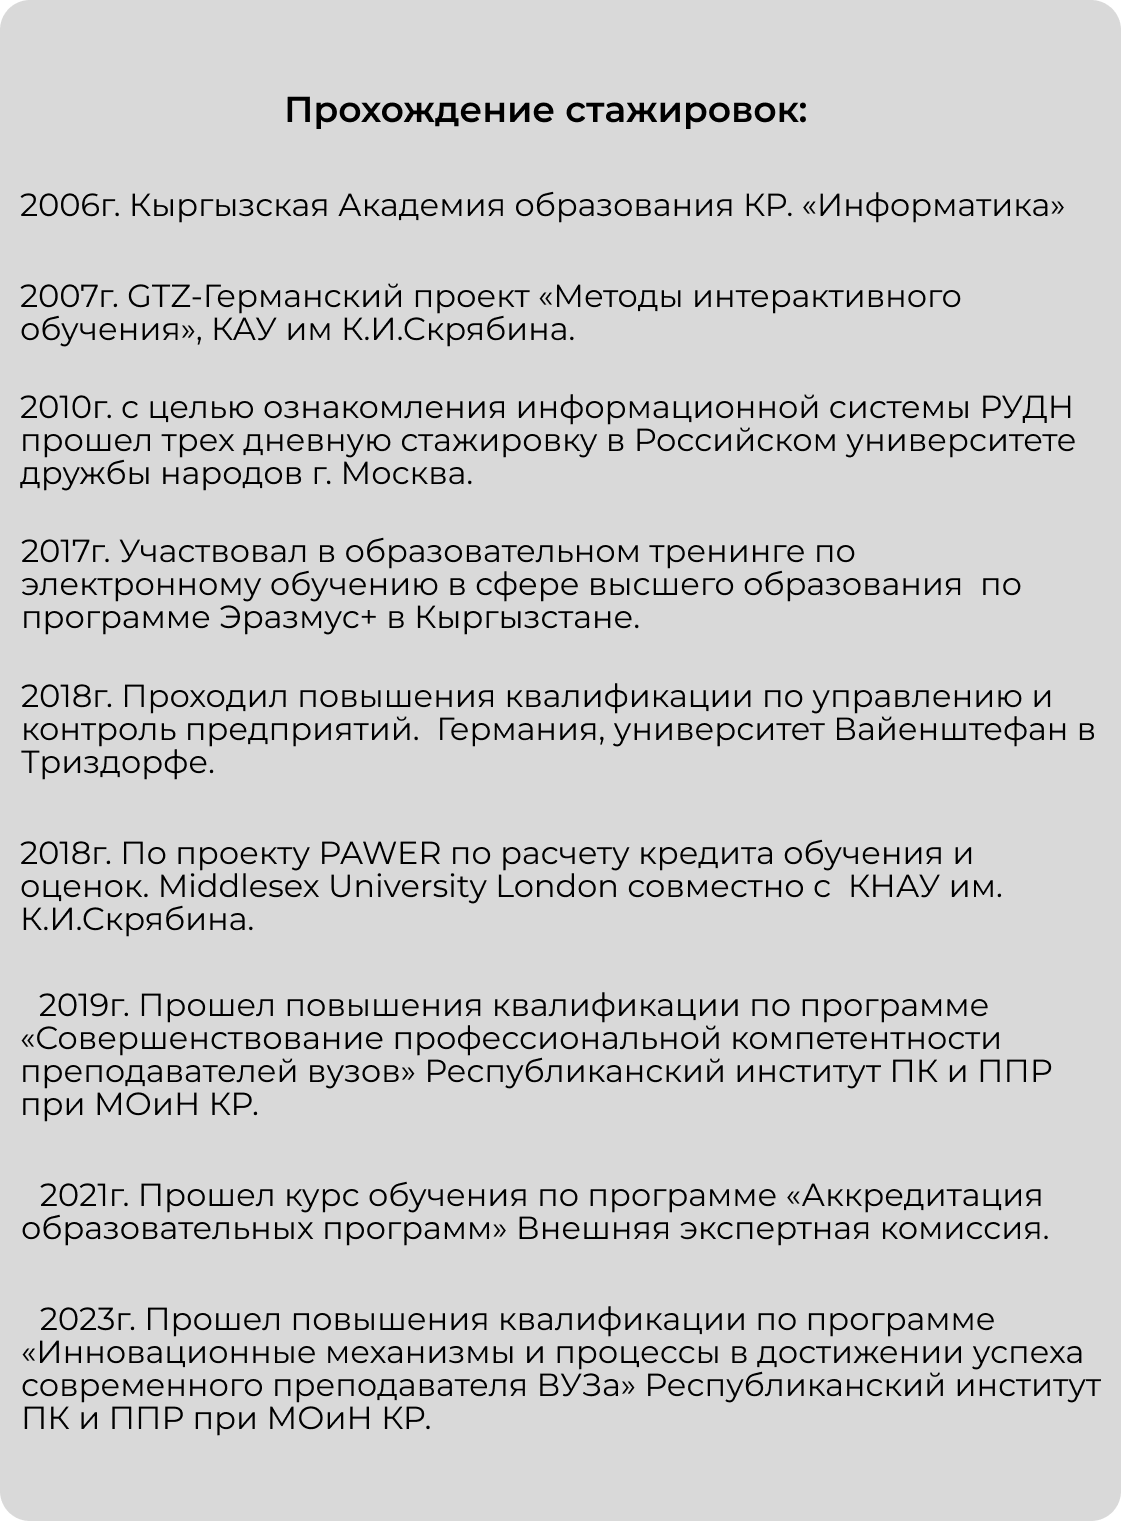 Прохождение стажировок:
2006г. Кыргызская Академия образования КР. «Информатика»
2007г. GTZ-Германский проект «Методы интерактивного
обучения», КАУ им К.И.Скрябина.
2010г. с целью ознакомления информационной системы РУДН
прошел трех дневную стажировку в Российском университете
дружбы народов г. Москва.
2017г. Участвовал в образовательном тренинге по
электронному обучению в сфере высшего образования  по
программе Эразмус+ в Кыргызстане.
2018г. Проходил повышения квалификации по управлению и
контроль предприятий.  Германия, университет Вайенштефан в
Триздорфе.
2018г. По проекту PAWER по расчету кредита обучения и
оценок. Middlesex University London совместно с  КНАУ им.
К.И.Скрябина.
2019г. Прошел повышения квалификации по программе
«Совершенствование профессиональной компетентности
преподавателей вузов» Республиканский институт ПК и ППР
при МОиН КР.
2021г. Прошел курс обучения по программе «Аккредитация
образовательных программ» Внешняя экспертная комиссия.
2023г. Прошел повышения квалификации по программе
«Инновационные механизмы и процессы в достижении успеха
современного преподавателя ВУЗа» Республиканский институт
ПК и ППР при МОиН КР.